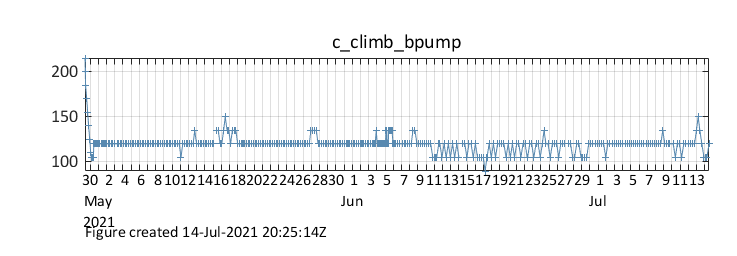 c_climb_bpump
200
150
100
30 2 4 6 8 10 12 14 16 18 20 22 24 26 28 30 1 3 5 7 9 11 13 15 17 19 21 23 25 27 29 1 3 5 7 9 11 13
May Jun Jul
2021
Figure created 14-Jul-2021 20:25:14Z